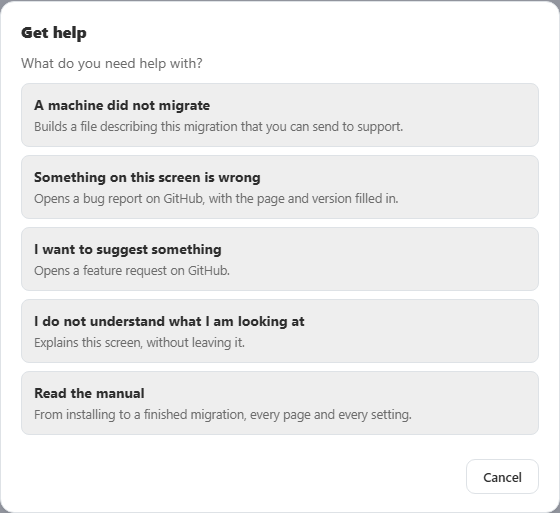 Get help
What do you need help with?
A machine did not migrate
Builds a file describing this migration that you can send to support.
Something on this screen is wrong
Opens a bug report on GitHub, with the page and version filled in.
I want to suggest something
Opens a feature request on GitHub.
I do not understand what I am looking at
Explains this screen, without leaving it.
Read the manual
From installing to a finished migration, every page and every setting.
Cancel